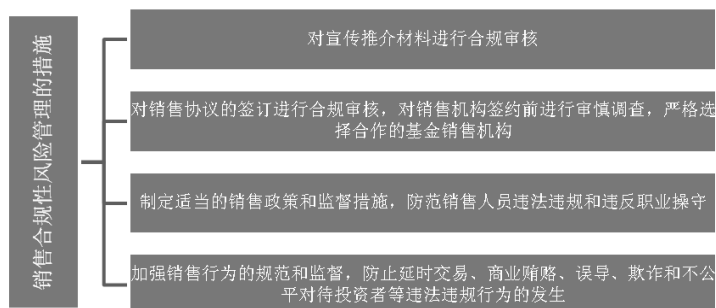 销售合规性风险管理的措施
对宣传推介材料进行合规审核
对销售协议的签订进行合规审核，对销售机构签约前进行审慎调查，严格选
择合作的基金销售机构
制定适当的销售政策和监督措施，防范销售人员违法违规和违反职业操守
加强销售行为的规范和监督，防止延时交易、商业贿赂、误导、欺诈和不公
平对待投资者等违法违规行为的发生